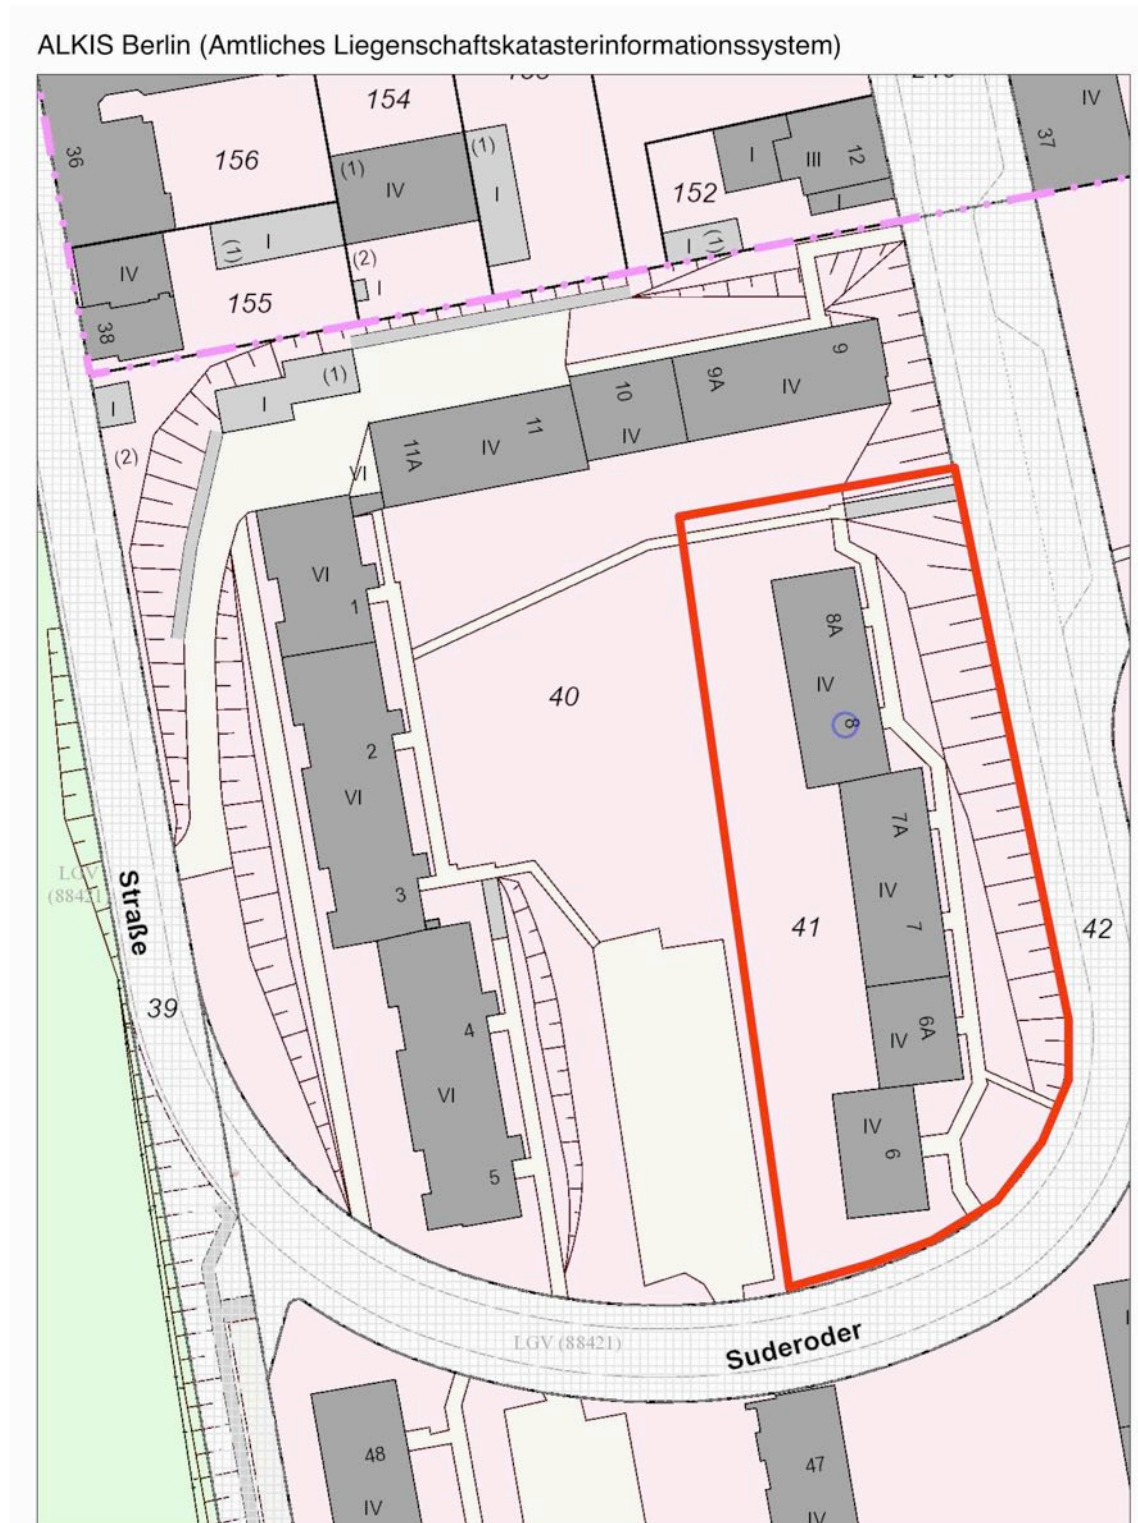 ALKIS Berlin (Amtliches Liegenschaftskatasterinformationssystem)
154
IV
36
156
(1)
(1)
IV
I
I
III
12
37
152
(1)
I
I
I
(1)
IV
(2)
I
155
38
(1)
I
I
(2)
9
9A
IV
10
IV
11
IV
11A
VI
VI
1
8A
IV
8
40
2
VI
7A
IV
7
3
LGV
(88421)
Straße
41
42
39
4
6A
IV
VI
IV
6
5
LGV (88421)
Suderoder
48
IV
47
IV
I